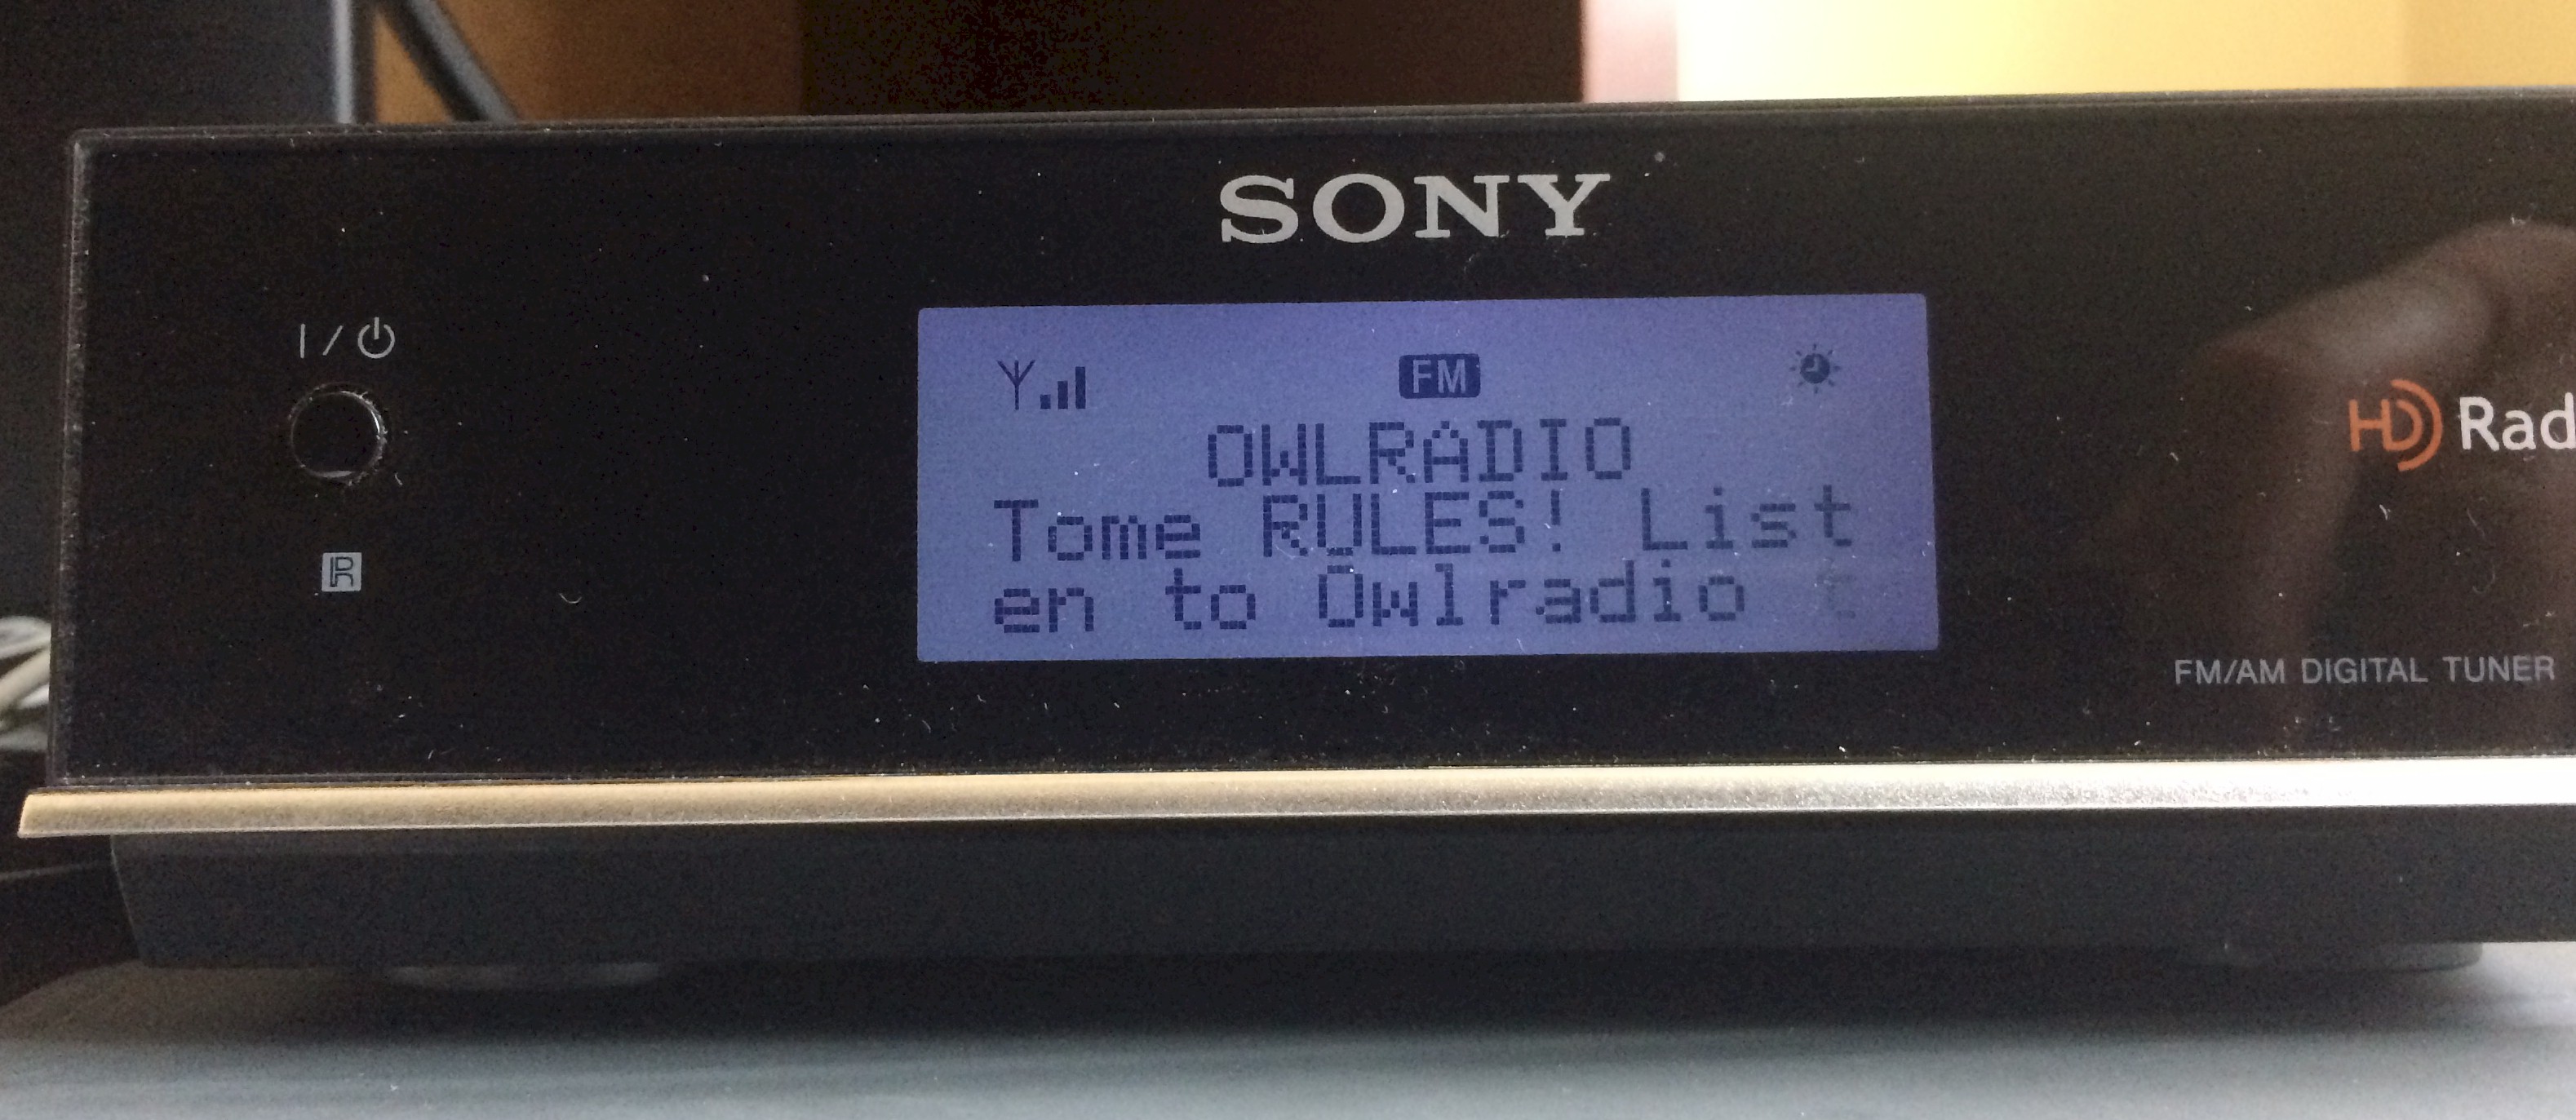 SONY
I/⏻
FM
HD Rad
OWLRADIO
Tome RULES! List
en to Owlradio t
R
FM/AM DIGITAL TUNER